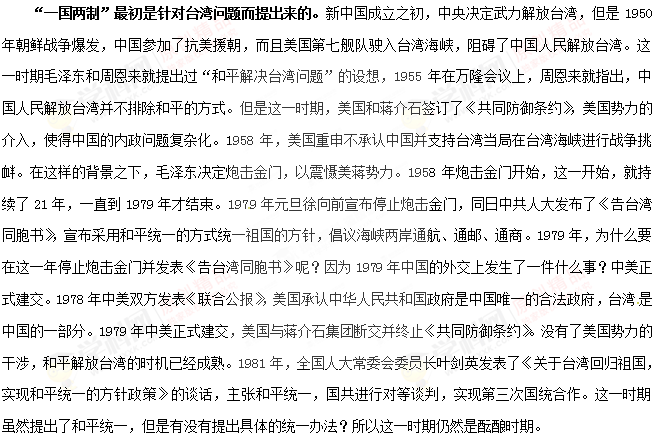 “一国两制”最初是针对台湾问题而提出来的。新中国成立之初，中央决定武力解放台湾，但是 1950
年朝鲜战争爆发，中国参加了抗美援朝，而且美国第七舰队驶入台湾海峡，阻碍了中国人民解放台湾。这
一时期毛泽东和周恩来就提出过“和平解决台湾问题”的设想，1955 年在万隆会议上，周恩来就指出，中
国人民解放台湾并不排除和平的方式。但是这一时期，美国和蒋介石签订了《共同防御条约》，美国势力的
介入，使得中国的内政问题复杂化。1958 年，美国重申不承认中国并支持台湾当局在台湾海峡进行战争挑
衅。在这样的背景之下，毛泽东决定炮击金门，以震慑美蒋势力。1958 年炮击金门开始，这一开始，就持
续了 21 年，一直到 1979 年才结束。1979 年元旦徐向前宣布停止炮击金门，同日中共人大发布了《告台湾
同胞书》，宣布采用和平统一的方式统一祖国的方针，倡议海峡两岸通航、通邮、通商。1979 年，为什么要
在这一年停止炮击金门并发表《告台湾同胞书》呢？因为 1979 年中国的外交上发生了一件什么事？中美正
式建交。1978 年中美双方发表《联合公报》，美国承认中华人民共和国政府是中国唯一的合法政府，台湾是
中国的一部分。1979 年中美正式建交，美国与蒋介石集团断交并终止《共同防御条约》。没有了美国势力的
干涉，和平解放台湾的时机已经成熟。1981 年，全国人大常委会委员长叶剑英发表了《关于台湾回归祖国，
实现和平统一的方针政策》的谈话，主张和平统一，国共进行对等谈判，实现第三次国统合作。这一时期
虽然提出了和平统一，但是有没有提出具体的统一办法？所以这一时期仍然是酝酿时期。